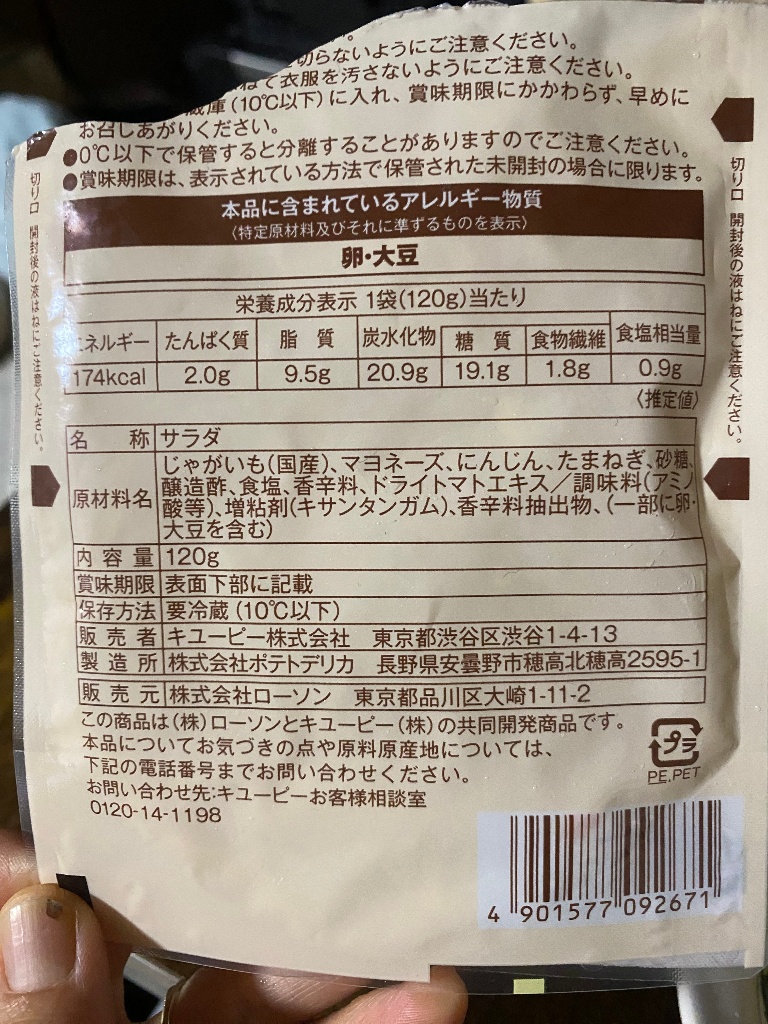 切らないようにご注意ください。
ねて衣服を汚さないようにご注意ください。
蔵庫(10℃以下)に入れ、賞味期限にかかわらず、早めに
お召しあがりください。
●0℃以下で保管すると分離することがありますのでご注意ください。
●賞味期限は、表示されている方法で保管された未開封の場合に限ります。
切り口 開封後の液はねにご注意ください。
切り口 開封後の液はねにご注意ください。
本品に含まれているアレルギー物質
〈特定原材料及びそれに準ずるものを表示〉
卵・大豆
栄養成分表示 1袋(120g)当たり
エネルギー たんぱく質 脂質 炭水化物 糖質 食物繊維 食塩相当量
174kcal 2.0g 9.5g 20.9g 19.1g 1.8g 0.9g
〈推定値〉
名称 サラダ
原材料名 じゃがいも(国産)、マヨネーズ、にんじん、たまねぎ、砂糖、
醸造酢、食塩、香辛料、ドライトマトエキス/調味料(アミノ
酸等)、増粘剤(キサンタンガム)、香辛料抽出物、(一部に卵・
大豆を含む)
内容量 120g
賞味期限 表面下部に記載
保存方法 要冷蔵(10℃以下)
販売者 キユーピー株式会社 東京都渋谷区渋谷1-4-13
製造所 株式会社ポテトデリカ 長野県安曇野市穂高北穂高2595-1
販売元 株式会社ローソン 東京都品川区大崎1-11-2
この商品は(株)ローソンとキユーピー(株)の共同開発商品です。
本品についてお気づきの点や原料原産地については、
下記の電話番号までお問い合わせください。
お問い合わせ先:キユーピーお客様相談室
0120-14-1198
プラ
PE,PET
4 901577 092671